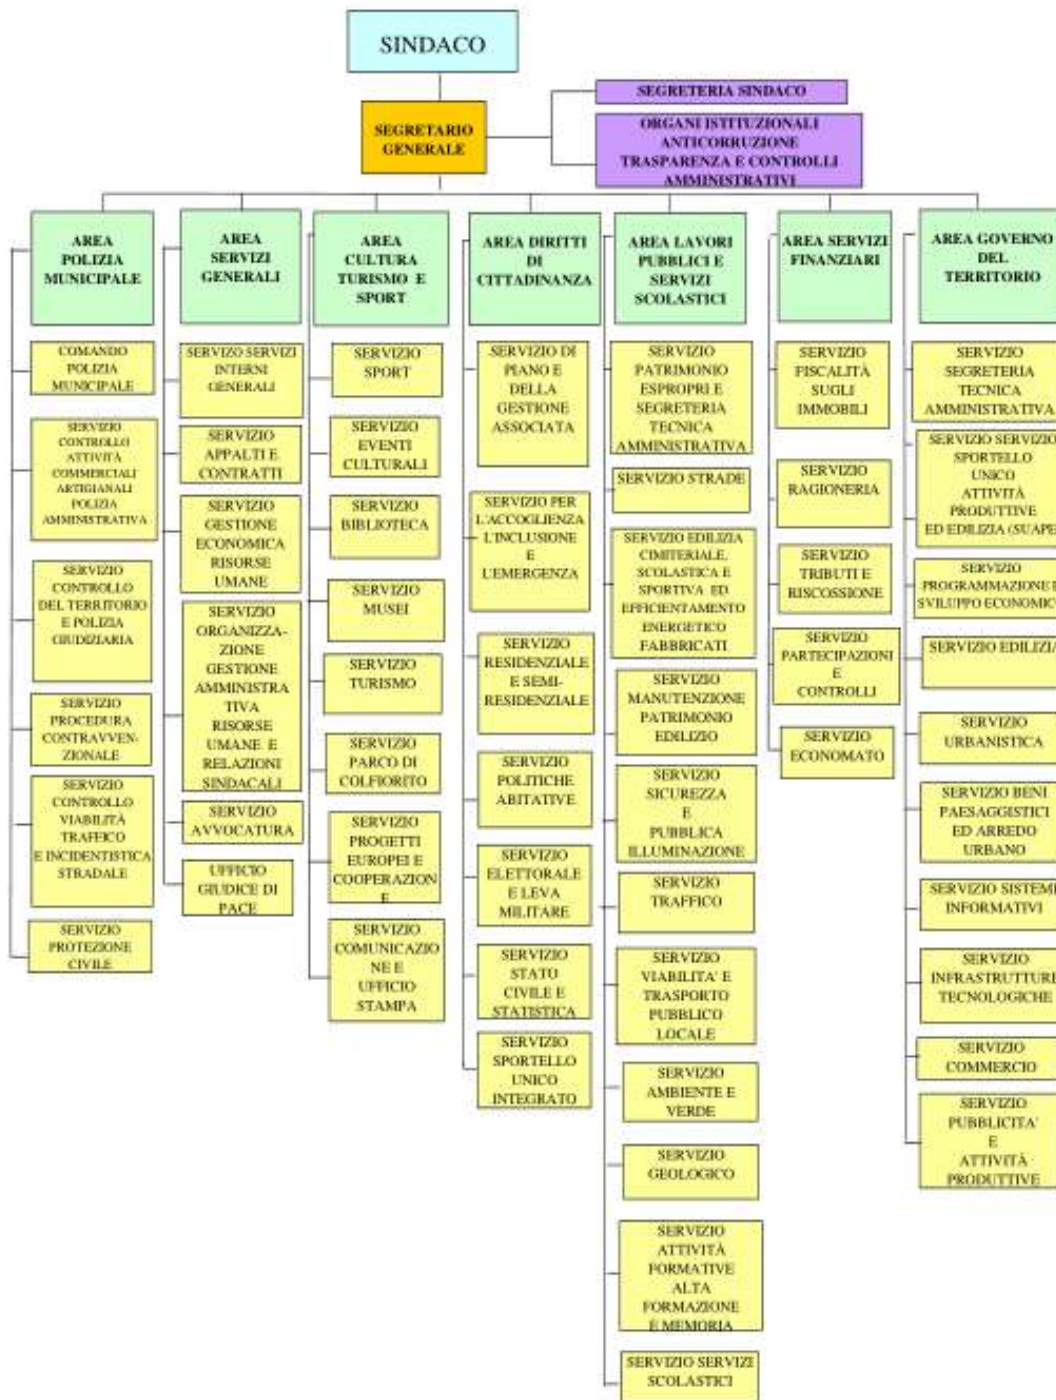 SINDACO
SEGRETARIO
GENERALE
SEGRETERIA SINDACO
ORGANI ISTITUZIONALI
ANTICORRUZIONE
TRASPARENZA E CONTROLLI
AMMINISTRATIVI
AREA
POLIZIA
MUNICIPALE
COMANDO
POLIZIA
MUNICIPALE
SERVIZIO
CONTROLLO
ATTIVITÀ
COMMERCIALI
ARTIGIANALI
POLIZIA
AMMINISTRATIVA
SERVIZIO
CONTROLLO
DEL TERRITORIO
E POLIZIA
GIUDIZIARIA
SERVIZIO
PROCEDURA
CONTRAVVEN-
ZIONALE
SERVIZIO
CONTROLLO
VIABILITÀ
TRAFFICO
E INCIDENTISTICA
STRADALE
SERVIZIO
PROTEZIONE
CIVILE
AREA
SERVIZI
GENERALI
SERVIZO SERVIZI
INTERNI
GENERALI
SERVIZIO
APPALTI E
CONTRATTI
SERVIZIO
GESTIONE
ECONOMICA
RISORSE
UMANE
SERVIZIO
ORGANIZZA-
ZIONE
GESTIONE
AMMINISTRA
TIVA
RISORSE
UMANE E
RELAZIONI
SINDACALI
SERVIZIO
AVVOCATURA
UFFICIO
GIUDICE DI
PACE
AREA
CULTURA
TURISMO E
SPORT
SERVIZIO
SPORT
SERVIZIO
EVENTI
CULTURALI
SERVIZIO
BIBLIOTECA
SERVIZIO
MUSEI
SERVIZIO
TURISMO
SERVIZIO
PARCO DI
COLFIORITO
SERVIZIO
PROGETTI
EUROPEI E
COOPERAZION
E
SERVIZIO
COMUNICAZIO
NE E
UFFICIO
STAMPA
AREA DIRITTI
DI
CITTADINANZA
SERVIZIO DI
PIANO E
DELLA
GESTIONE
ASSOCIATA
SERVIZIO PER
L'ACCOGLIENZA
L'INCLUSIONE
E
L'EMERGENZA
SERVIZIO
RESIDENZIALE
E SEMI-
RESIDENZIALE
SERVIZIO
POLITICHE
ABITATIVE
SERVIZIO
ELETTORALE
E LEVA
MILITARE
SERVIZIO
STATO
CIVILE E
STATISTICA
SERVIZIO
SPORTELLO
UNICO
INTEGRATO
AREA LAVORI
PUBBLICI E
SERVIZI
SCOLASTICI
SERVIZIO
PATRIMONIO
ESPROPRI E
SEGRETERIA
TECNICA
AMMINISTRATIVA
SERVIZIO STRADE
SERVIZIO EDILIZIA
CIMITERIALE,
SCOLASTICA E
SPORTIVA ED
EFFICIENTAMENTO
ENERGETICO
FABBRICATI
SERVIZIO
MANUTENZIONE
PATRIMONIO
EDILIZIO
SERVIZIO
SICUREZZA
E
PUBBLICA
ILLUMINAZIONE
SERVIZIO
TRAFFICO
SERVIZIO
VIABILITA' E
TRASPORTO
PUBBLICO
LOCALE
SERVIZIO
AMBIENTE E
VERDE
SERVIZIO
GEOLOGICO
SERVIZIO
ATTIVITÀ
FORMATIVE
ALTA
FORMAZIONE
E MEMORIA
SERVIZIO SERVIZI
SCOLASTICI
AREA SERVIZI
FINANZIARI
SERVIZIO
FISCALITÀ
SUGLI
IMMOBILI
SERVIZIO
RAGIONERIA
SERVIZIO
TRIBUTI E
RISCOSSIONE
SERVIZIO
PARTECIPAZIONI
E
CONTROLLI
SERVIZIO
ECONOMATO
AREA GOVERNO
DEL
TERRITORIO
SERVIZIO
SEGRETERIA
TECNICA
AMMINISTRATIVA
SERVIZIO SERVIZIO
SPORTELLO
UNICO
ATTIVITÀ
PRODUTTIVE
ED EDILIZIA (SUAPE
SERVIZIO
PROGRAMMAZIONE E
SVILUPPO ECONOMICO
SERVIZIO EDILIZIA
SERVIZIO
URBANISTICA
SERVIZIO BENI
PAESAGGISTICI
ED ARREDO
URBANO
SERVIZIO SISTEMI
INFORMATIVI
SERVIZIO
INFRASTRUTTURE
TECNOLOGICHE
SERVIZIO
COMMERCIO
SERVIZIO
PUBBLICITA'
E
ATTIVITÀ
PRODUTTIVE